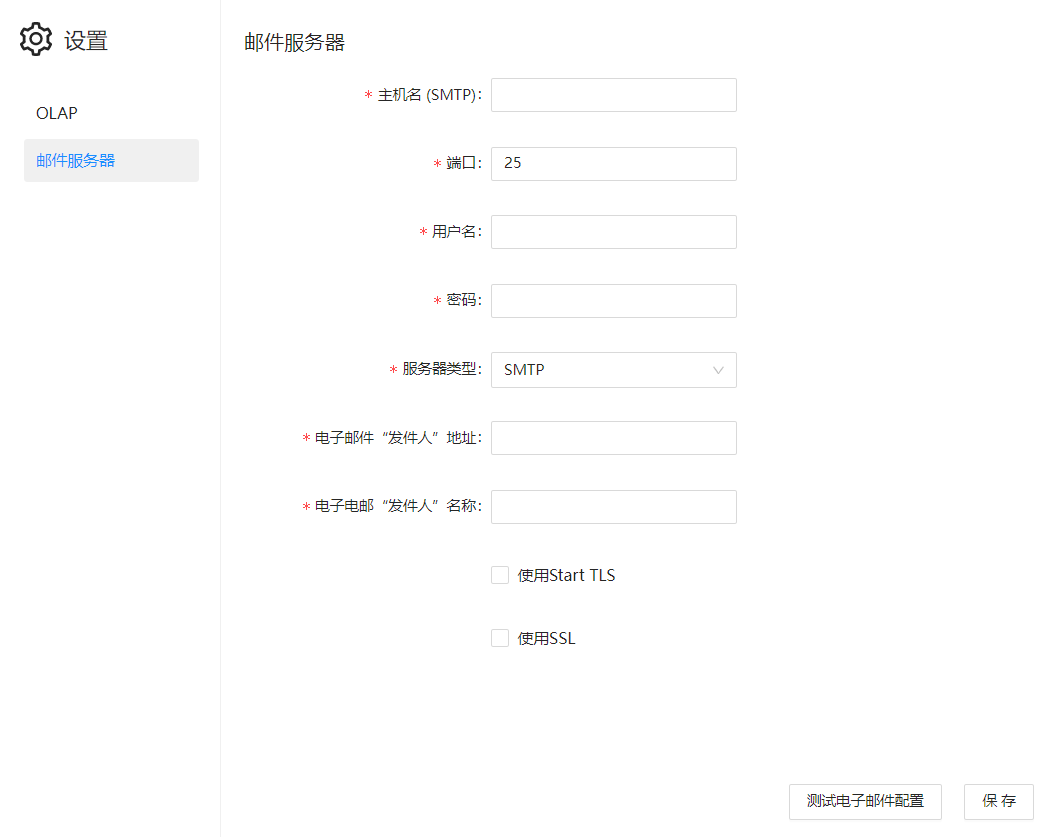 设置
OLAP
邮件服务器
邮件服务器
* 主机名 (SMTP):
* 端口: 25
* 用户名:
* 密码:
* 服务器类型: SMTP
* 电子邮件“发件人”地址:
* 电子电邮“发件人”名称:
使用Start TLS
使用SSL
测试电子邮件配置 保 存